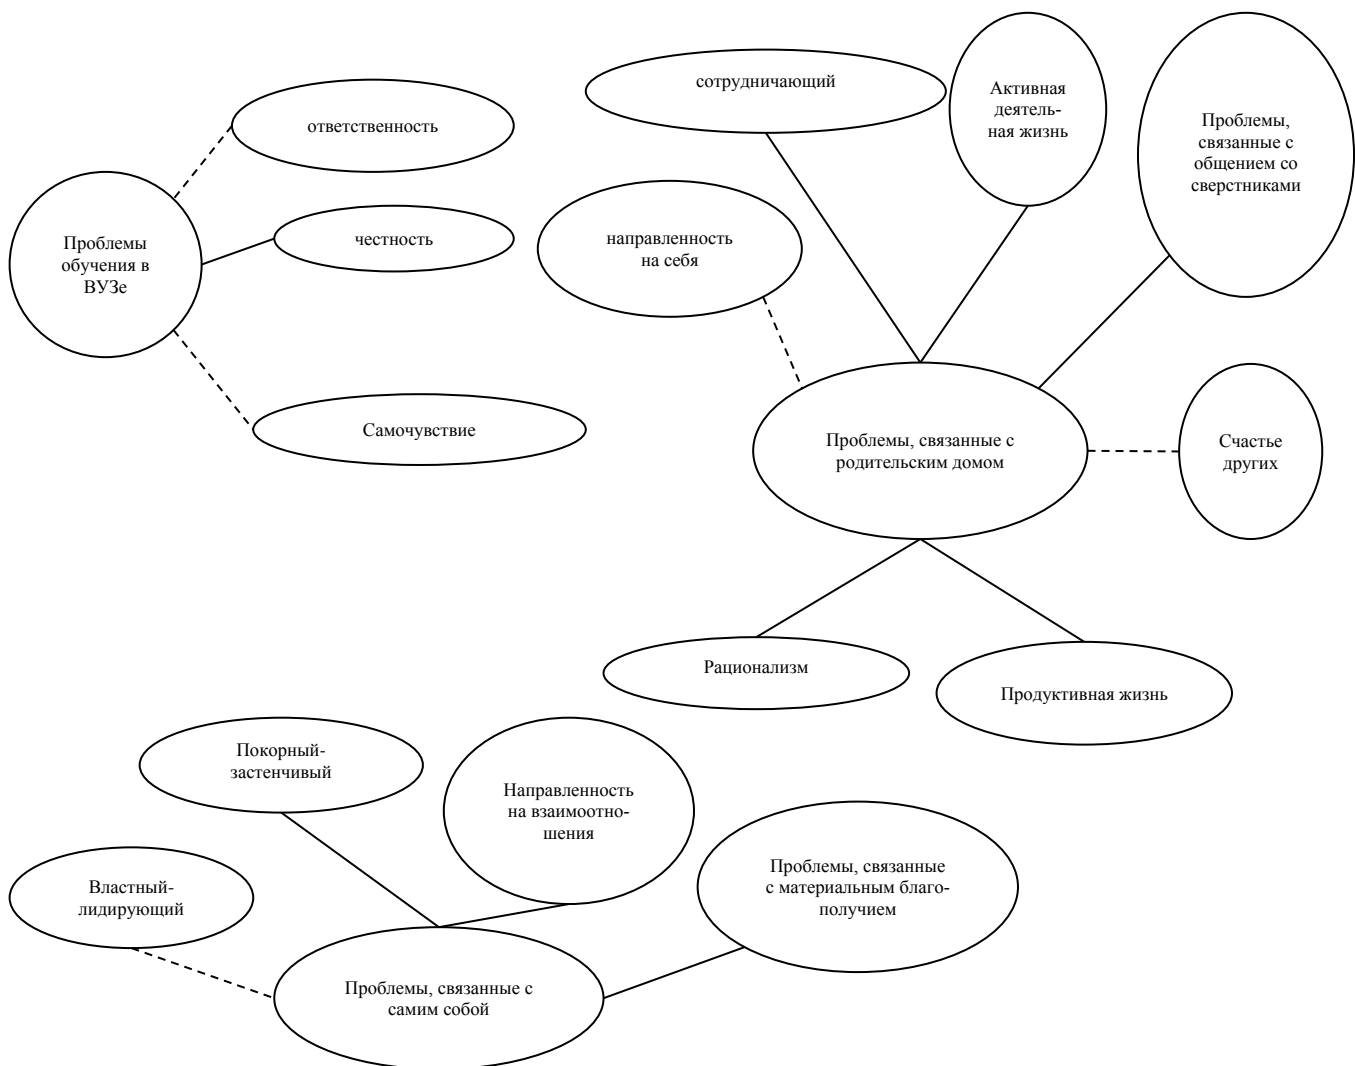 сотрудничающий
Активная
деятель-
ная жизнь
Проблемы,
связанные с
общением со
сверстниками
ответственность
направленность
на себя
честность
Проблемы
обучения в
ВУЗе
Самочувствие
Проблемы, связанные с
родительским домом
Счастье
других
Рационализм
Продуктивная жизнь
Покорный-
застенчивый
Направленность
на взаимоотно-
шения
Проблемы, связанные
с материальным благо-
получием
Властный-
лидирующий
Проблемы, связанные с
самим собой